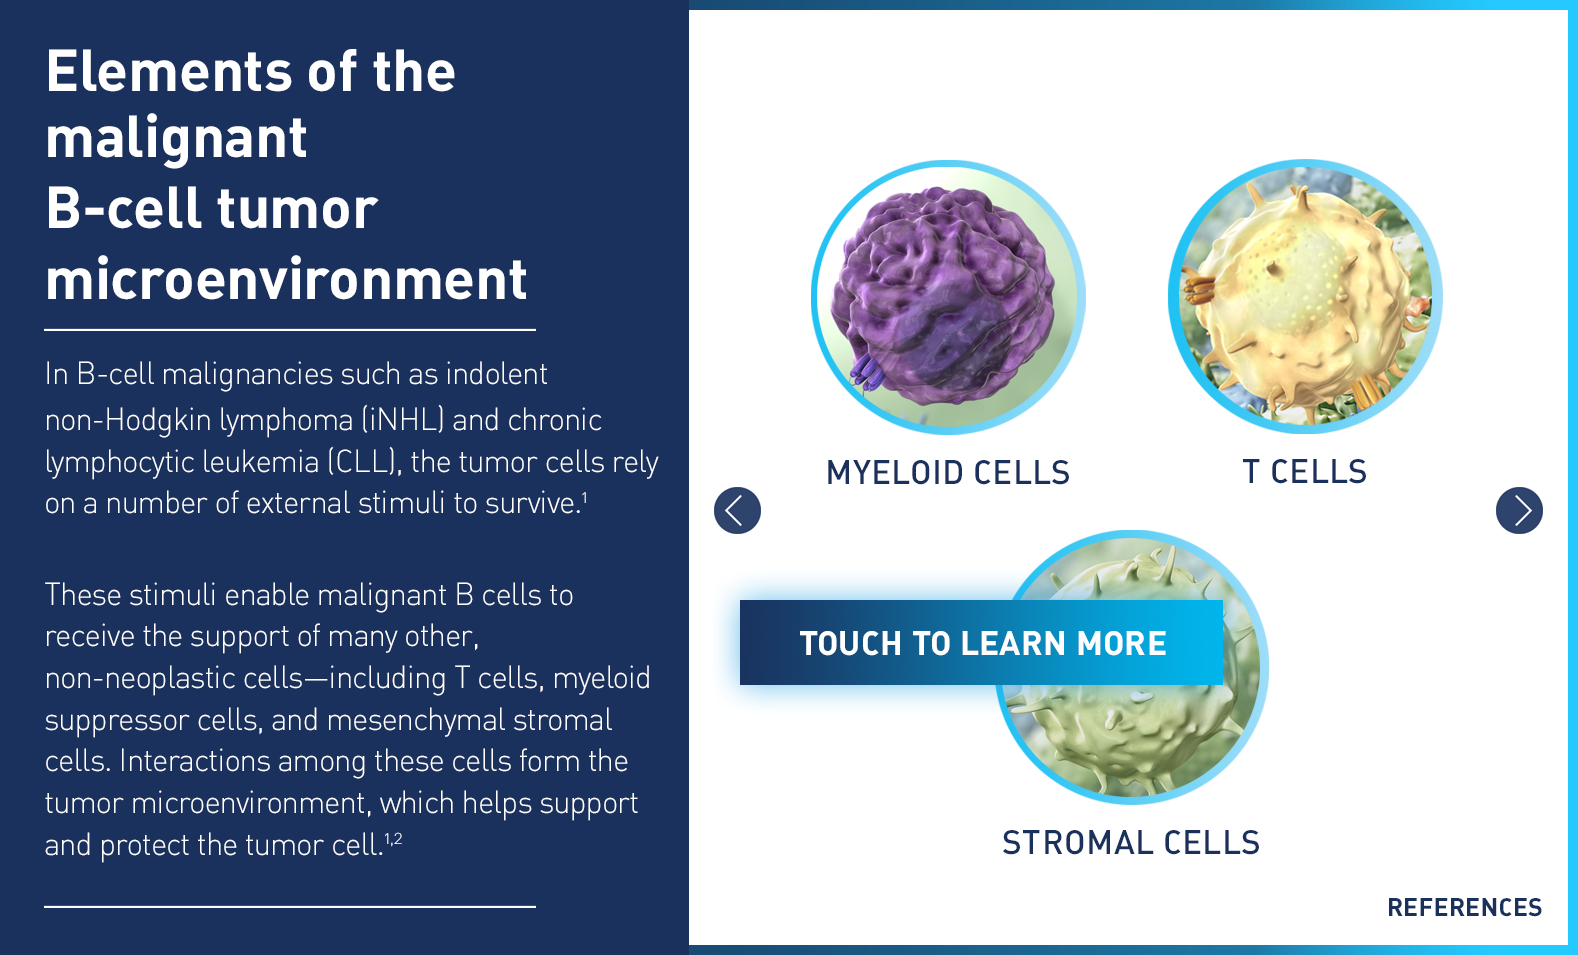 Elements of the
malignant
B-cell tumor
microenvironment
In B-cell malignancies such as indolent
non-Hodgkin lymphoma (iNHL) and chronic
lymphocytic leukemia (CLL), the tumor cells rely
on a number of external stimuli to survive.¹
These stimuli enable malignant B cells to
receive the support of many other,
non-neoplastic cells—including T cells, myeloid
suppressor cells, and mesenchymal stromal
cells. Interactions among these cells form the
tumor microenvironment, which helps support
and protect the tumor cell.¹,²
MYELOID CELLS
T CELLS
TOUCH TO LEARN MORE
STROMAL CELLS
REFERENCES